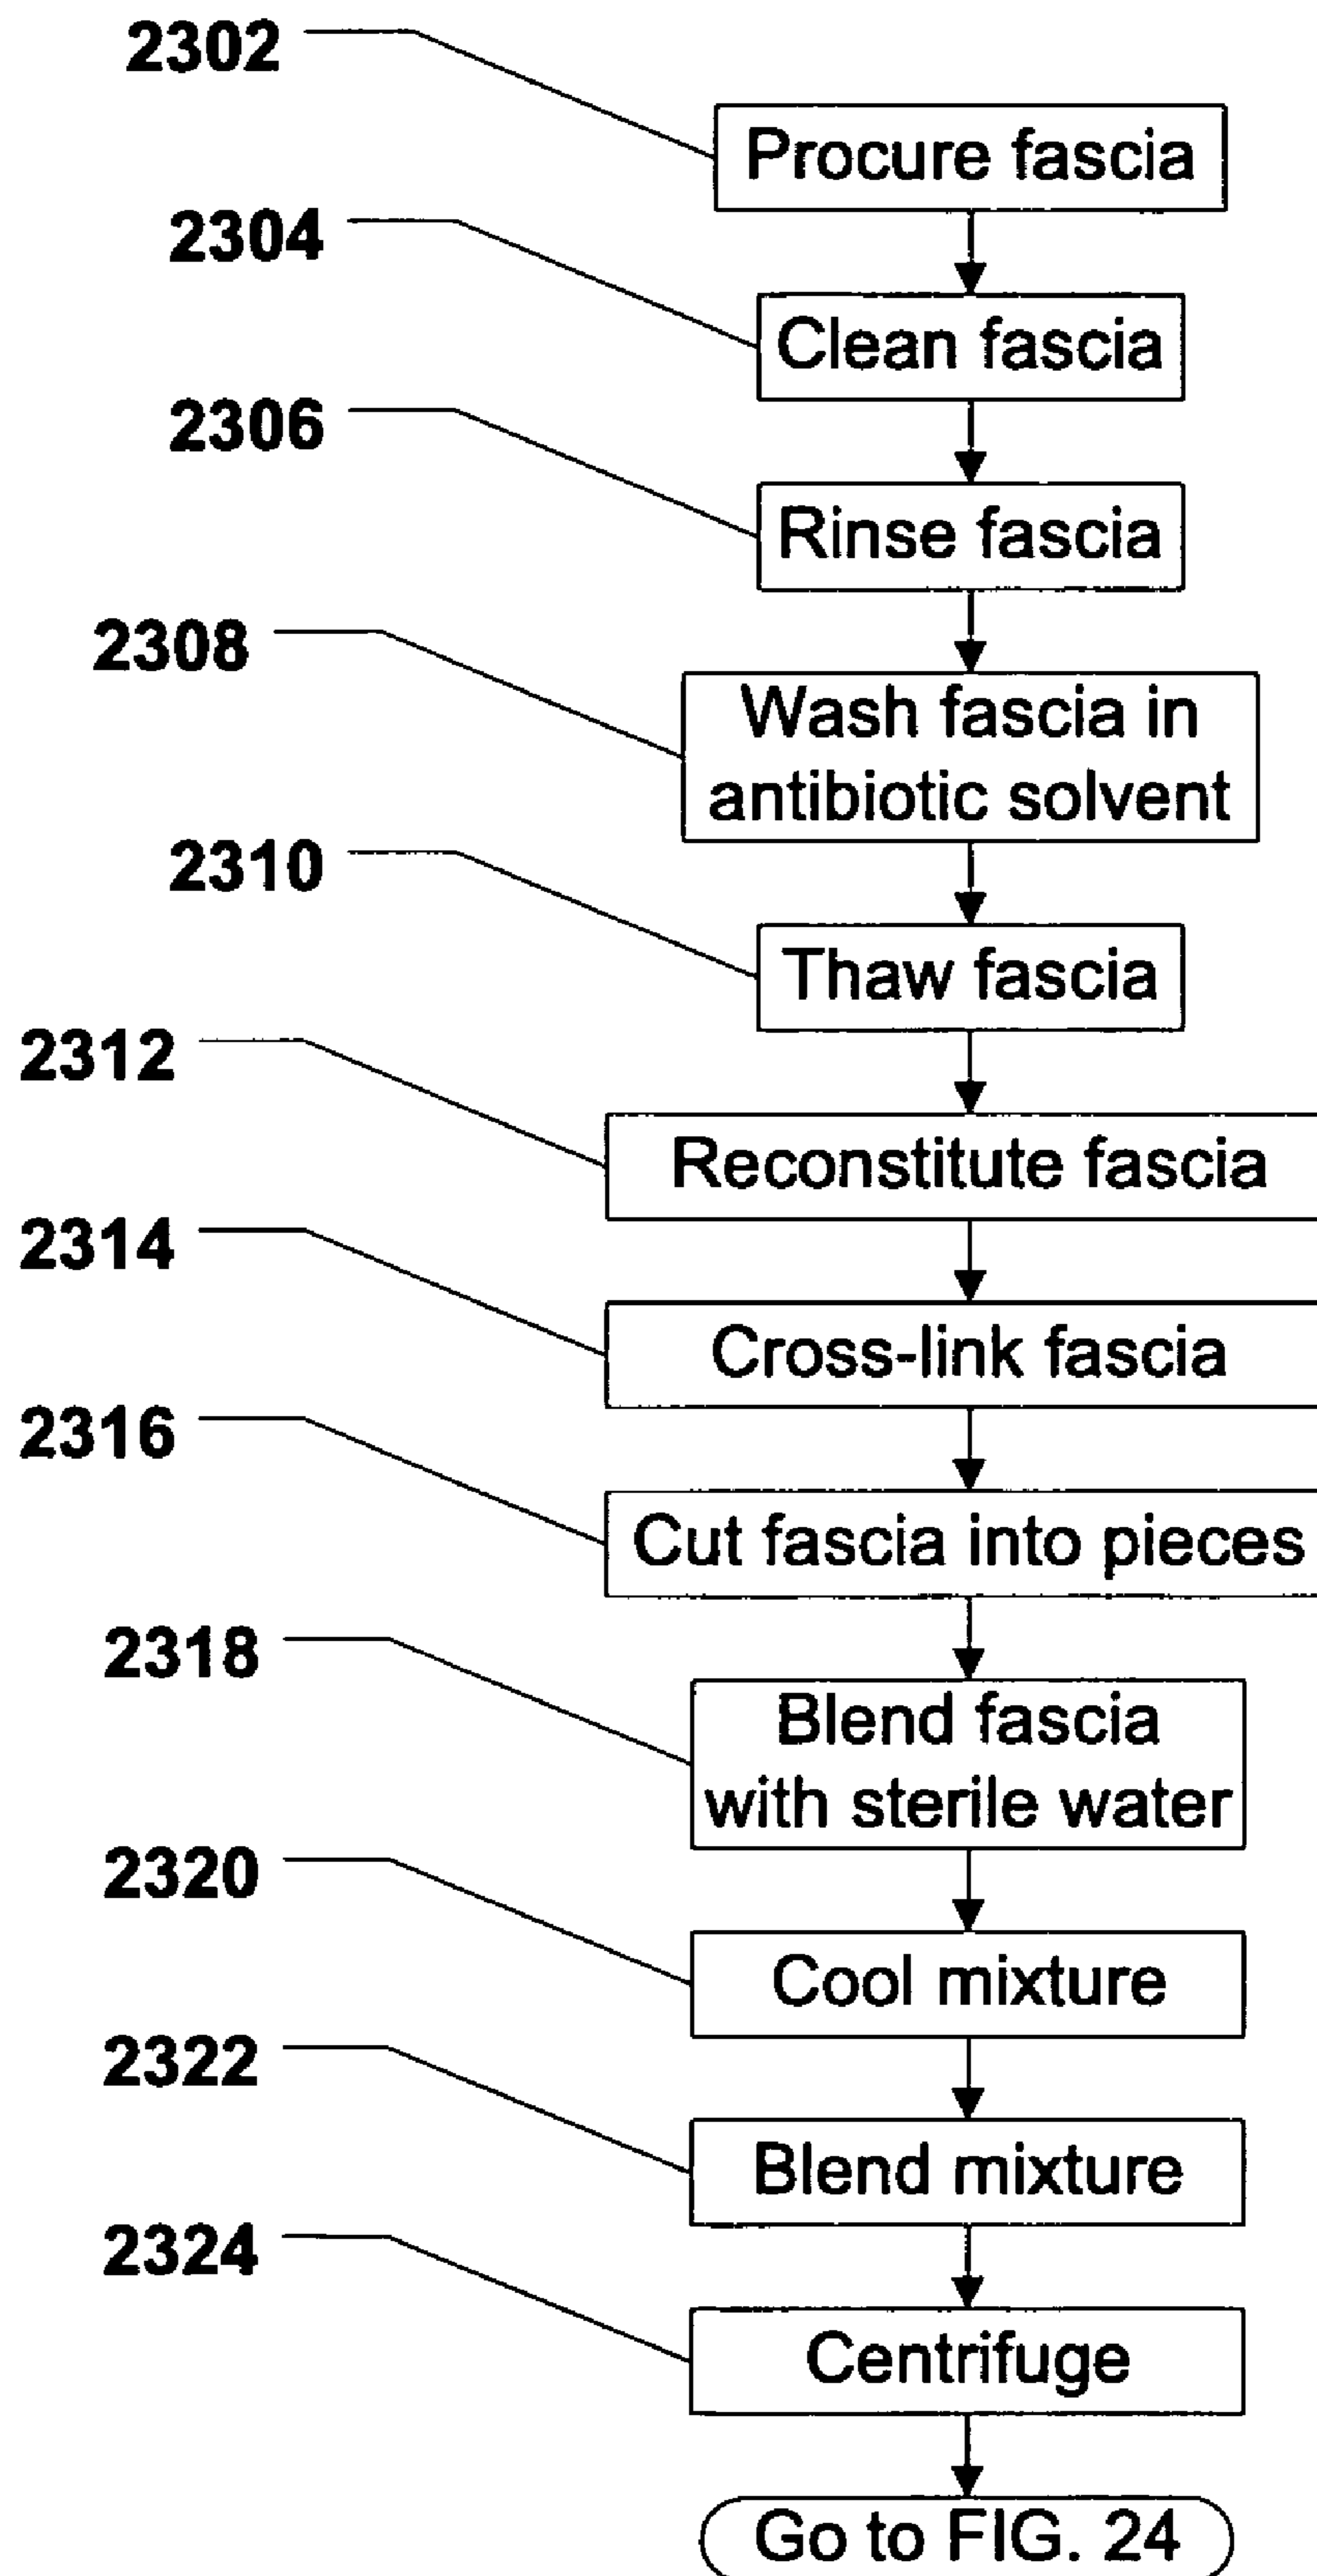 2302
Procure fascia
2304
Clean fascia
2306
Rinse fascia
2308
Wash fascia in
antibiotic solvent
2310
Thaw fascia
2312
Reconstitute fascia
2314
Cross-link fascia
2316
Cut fascia into pieces
2318
Blend fascia
with sterile water
2320
Cool mixture
2322
Blend mixture
2324
Centrifuge
Go to FIG. 24